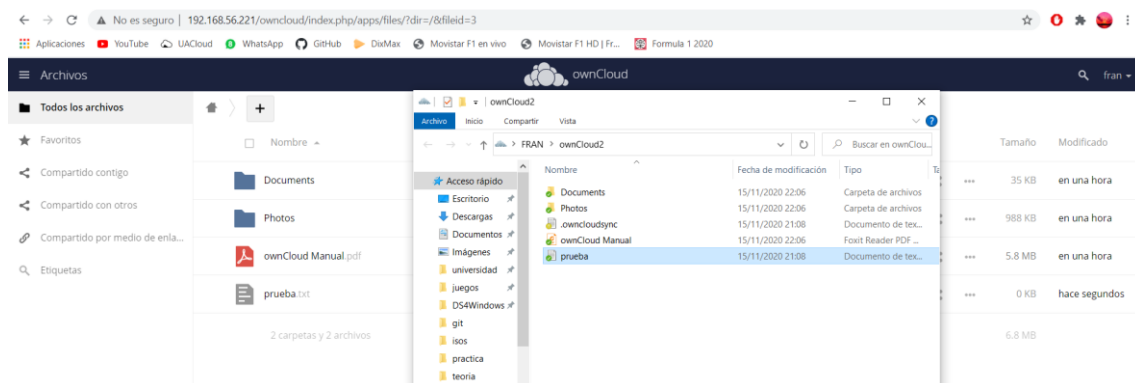 No es seguro | 192.168.56.221/owncloud/index.php/apps/files/?dir=/&fileid=3
Aplicaciones YouTube UACloud WhatsApp GitHub DixMax Movistar F1 en vivo Movistar F1 HD | Fr... Formula 1 2020
Archivos ownCloud fran
Todos los archivos
Favoritos
Compartido contigo
Compartido con otros
Compartido por medio de enla...
Etiquetas
+
Nombre Tamaño Modificado
Documents 35 KB en una hora
Photos 988 KB en una hora
ownCloud Manual.pdf 5.8 MB en una hora
prueba.txt 0 KB hace segundos
2 carpetas y 2 archivos 6.8 MB
ownCloud2
Archivo Inicio Compartir Vista
FRAN > ownCloud2 Buscar en ownClou...
Acceso rápido
Escritorio
Descargas
Documentos
Imágenes
universidad
juegos
DS4Windows
git
isos
practica
teoria
Nombre Fecha de modificación Tipo Ta
Documents 15/11/2020 22:06 Carpeta de archivos
Photos 15/11/2020 22:06 Carpeta de archivos
.owncloudsync 15/11/2020 21:08 Documento de tex...
ownCloud Manual 15/11/2020 22:06 Foxit Reader PDF ...
prueba 15/11/2020 21:08 Documento de tex...